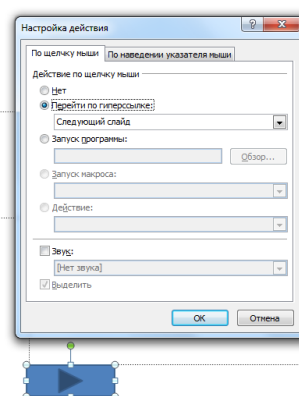 Настройка действия
По щелчку мыши По наведении указателя мыши
Действие по щелчку мыши
Нет
Перейти по гиперссылке:
Следующий слайд
Запуск программы:
Обзор...
Запуск макроса:
Действие:
Звук:
[Нет звука]
Выделить
ОК Отмена